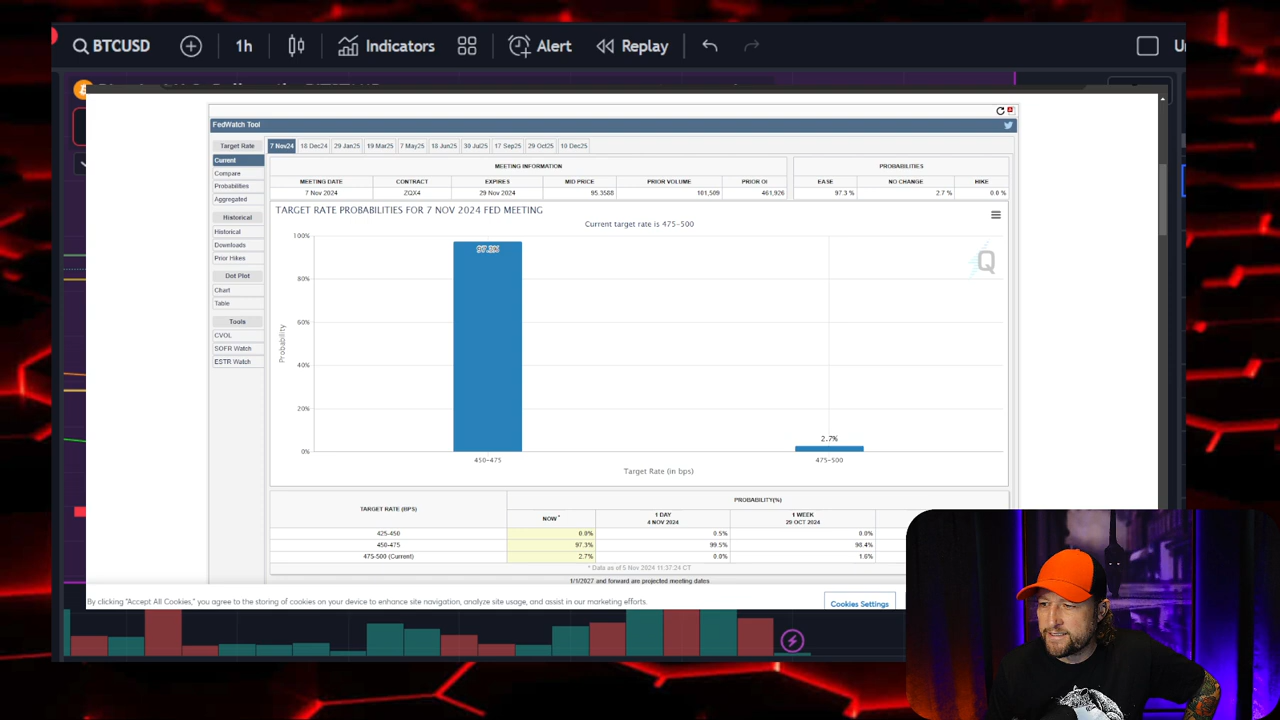 BTCUSD 1h Indicators Alert Replay
FedWatch Tool
Target Rate
7 Nov24 18 Dec24 29 Jan25 19 Mar25 7 May25 18 Jun25 30 Jul25 17 Sep25 29 Oct25 10 Dec25
Current
Compare
Probabilities
Aggregated
Historical
Historical
Downloads
Prior Hikes
Dot Plot
Chart
Table
Tools
CVOL
SOFR Watch
ESTR Watch
MEETING INFORMATION
MEETING DATE CONTRACT EXPIRES MID PRICE PRIOR VOLUME PRIOR OI
7 Nov 2024 ZQX4 29 Nov 2024 95.3588 101,509 461,926
PROBABILITIES
EASE NO CHANGE HIKE
97.3 % 2.7 % 0.0 %
TARGET RATE PROBABILITIES FOR 7 NOV 2024 FED MEETING
Current target rate is 475-500
Q
Probability
100%
80%
60%
40%
20%
0%
97.3%
2.7%
450-475 475-500
Target Rate (in bps)
TARGET RATE (BPS) PROBABILITY(%)
NOW * 1 DAY 4 NOV 2024 1 WEEK 29 OCT 2024
425-450 0.0% 0.5% 0.0%
450-475 97.3% 99.5% 98.4%
475-500 (Current) 2.7% 0.0% 1.6%
* Data as of 5 Nov 2024 11:37:24 CT
1/1/2027 and forward are projected meeting dates
By clicking "Accept All Cookies," you agree to the storing of cookies on your device to enhance site navigation, analyze site usage, and assist in our marketing efforts.
Cookies Settings